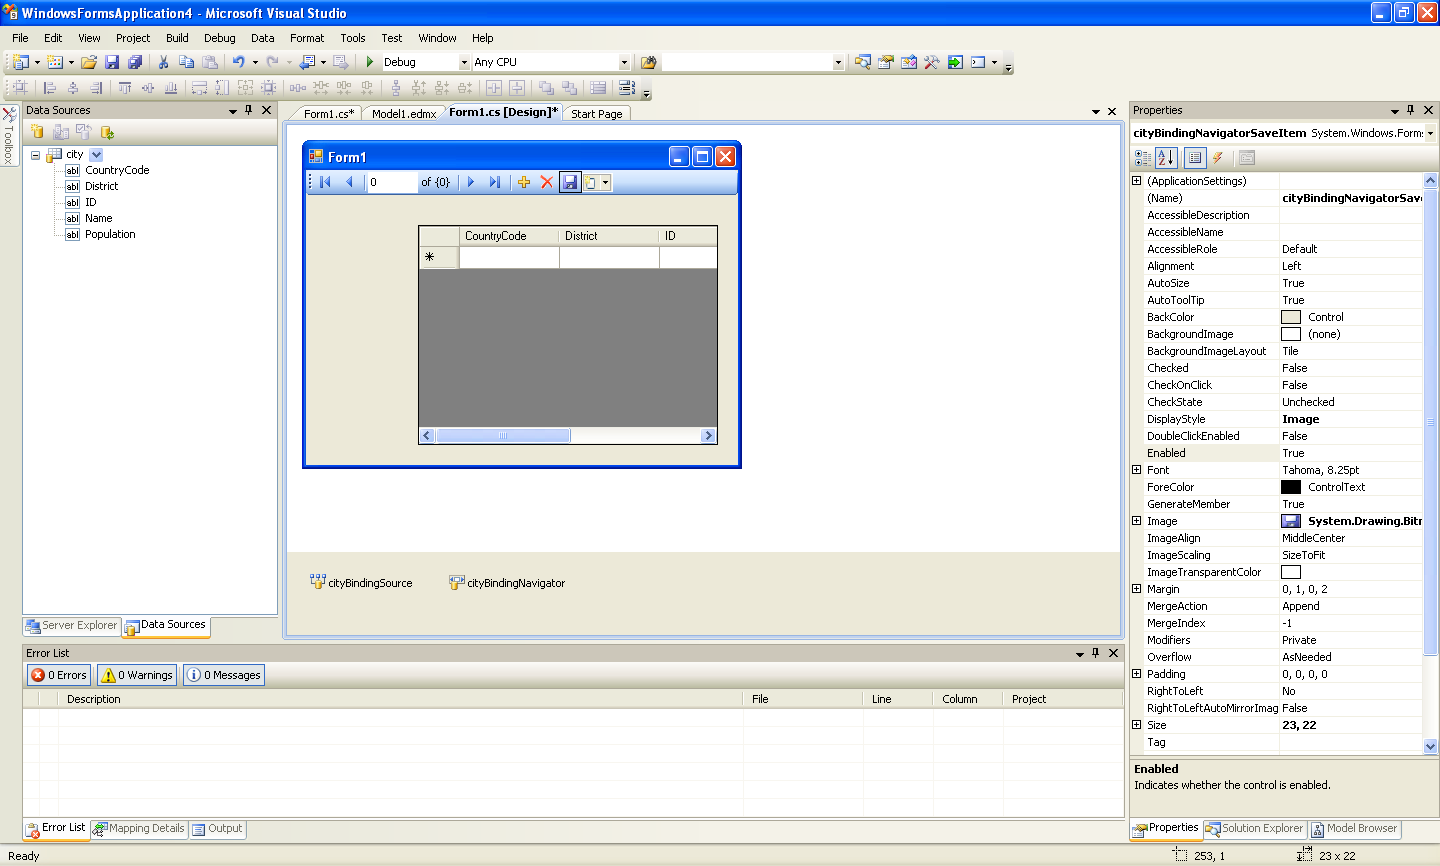 WindowsFormsApplication4 - Microsoft Visual Studio
File Edit View Project Build Debug Data Format Tools Test Window Help
Debug Any CPU
Toolbox
Data Sources
city
CountryCode
District
ID
Name
Population
Server Explorer Data Sources
Form1.cs* Model1.edmx Form1.cs [Design]* Start Page
Form1
0 of {0}
CountryCode District ID
cityBindingSource cityBindingNavigator
Properties
cityBindingNavigatorSaveItem System.Windows.Forms
(ApplicationSettings)
(Name) cityBindingNavigatorSave
AccessibleDescription
AccessibleName
AccessibleRole Default
Alignment Left
AutoSize True
AutoToolTip True
BackColor Control
BackgroundImage (none)
BackgroundImageLayout Tile
Checked False
CheckOnClick False
CheckState Unchecked
DisplayStyle Image
DoubleClickEnabled False
Enabled True
Font Tahoma, 8.25pt
ForeColor ControlText
GenerateMember True
Image System.Drawing.Bitr
ImageAlign MiddleCenter
ImageScaling SizeToFit
ImageTransparentColor
Margin 0, 1, 0, 2
MergeAction Append
MergeIndex -1
Modifiers Private
Overflow AsNeeded
Padding 0, 0, 0, 0
RightToLeft No
RightToLeftAutoMirrorImag False
Size 23, 22
Tag
Enabled
Indicates whether the control is enabled.
Properties Solution Explorer Model Browser
Error List
0 Errors 0 Warnings 0 Messages
Description File Line Column Project
Error List Mapping Details Output
Ready 253, 1 23 x 22